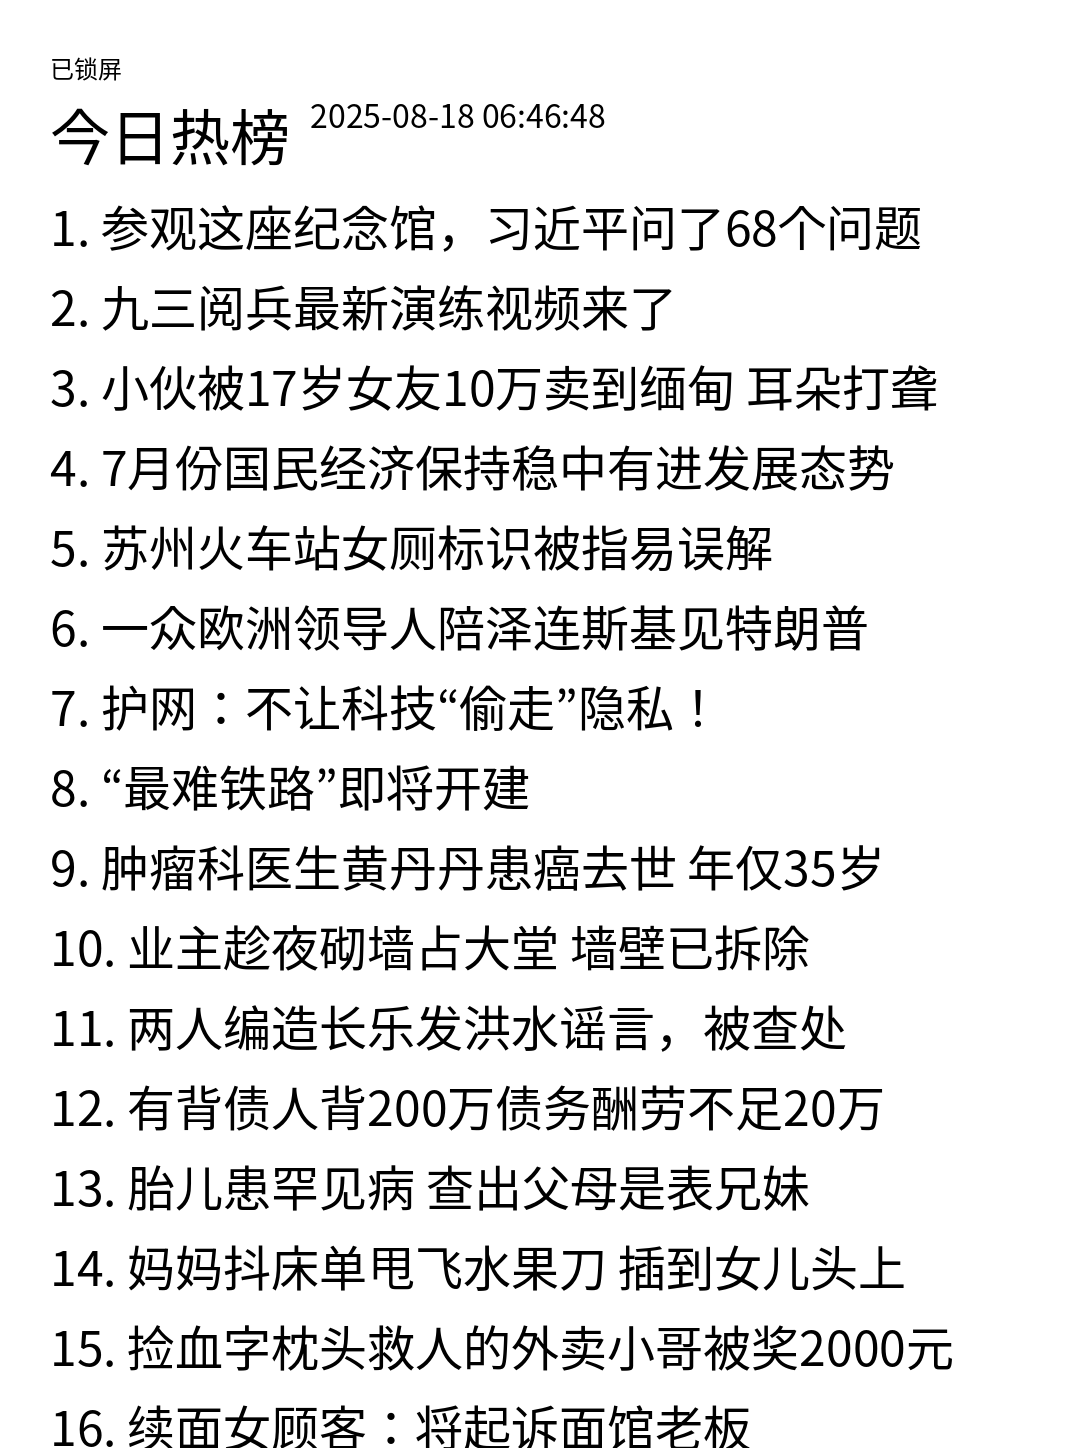 已锁屏
今日热榜 2025-08-18 06:46:48
1. 参观这座纪念馆，习近平问了68个问题
2. 九三阅兵最新演练视频来了
3. 小伙被17岁女友10万卖到缅甸 耳朵打聋
4. 7月份国民经济保持稳中有进发展态势
5. 苏州火车站女厕标识被指易误解
6. 一众欧洲领导人陪泽连斯基见特朗普
7. 护网：不让科技“偷走”隐私！
8. “最难铁路”即将开建
9. 肿瘤科医生黄丹丹患癌去世 年仅35岁
10. 业主趁夜砌墙占大堂 墙壁已拆除
11. 两人编造长乐发洪水谣言，被查处
12. 有背债人背200万债务酬劳不足20万
13. 胎儿患罕见病 查出父母是表兄妹
14. 妈妈抖床单甩飞水果刀 插到女儿头上
15. 捡血字枕头救人的外卖小哥被奖2000元
16. 续面女顾客：将起诉面馆老板